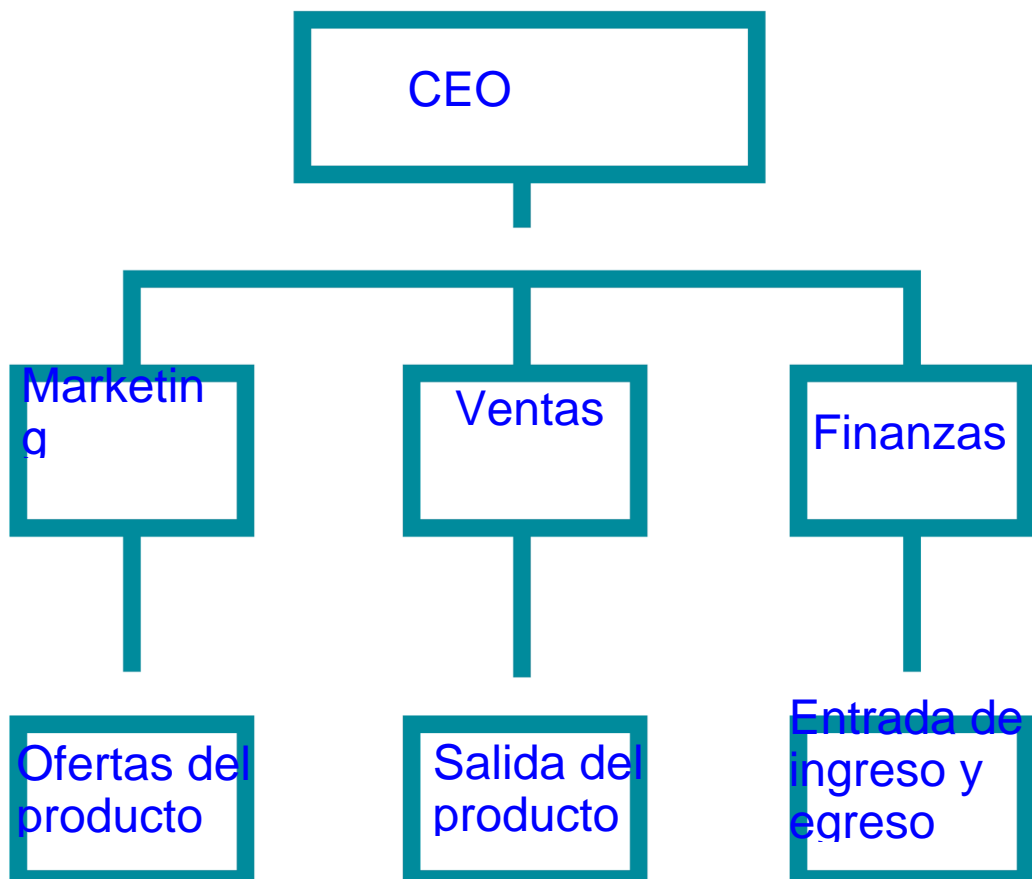 CEO
Marketin
g
Ventas
Finanzas
Ofertas del
producto
Salida del
producto
Entrada de
ingreso y
egreso